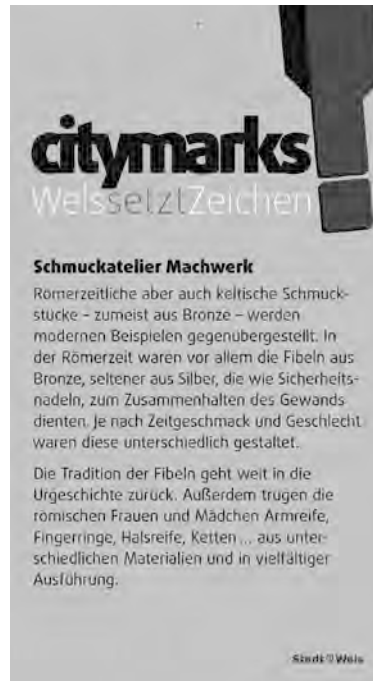 citymarks
WelssetztZeichen
Schmuckatelier Machwerk
Römerzeitliche aber auch keltische Schmuck-
stücke – zumeist aus Bronze – werden
modernen Beispielen gegenübergestellt. In
der Römerzeit waren vor allem die Fibeln aus
Bronze, seltener aus Silber, die wie Sicherheits-
nadeln, zum Zusammenhalten des Gewands
dienten. Je nach Zeitgeschmack und Geschlecht
waren diese unterschiedlich gestaltet.
Die Tradition der Fibeln geht weit in die
Urgeschichte zurück. Außerdem trugen die
römischen Frauen und Mädchen Armreife,
Fingerringe, Halsreife, Ketten ... aus unter-
schiedlichen Materialien und in vielfältiger
Ausführung.
Stadt Wels